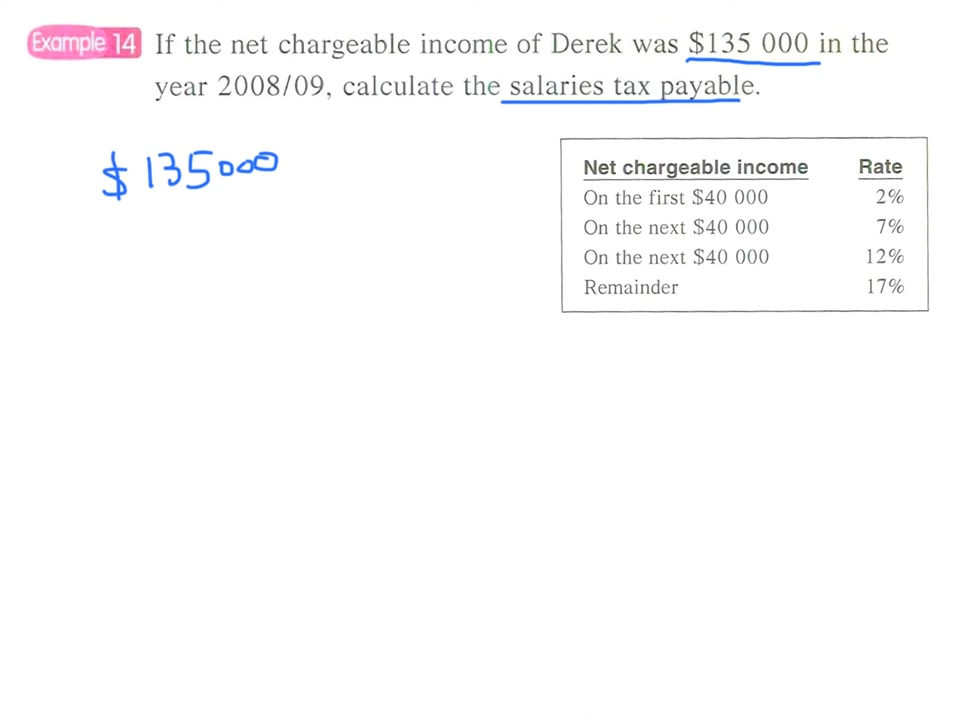 Example 14 If the net chargeable income of Derek was $135 000 in the
year 2008/09, calculate the salaries tax payable.
$135000
Net chargeable income Rate
On the first $40 000 2%
On the next $40 000 7%
On the next $40 000 12%
Remainder 17%